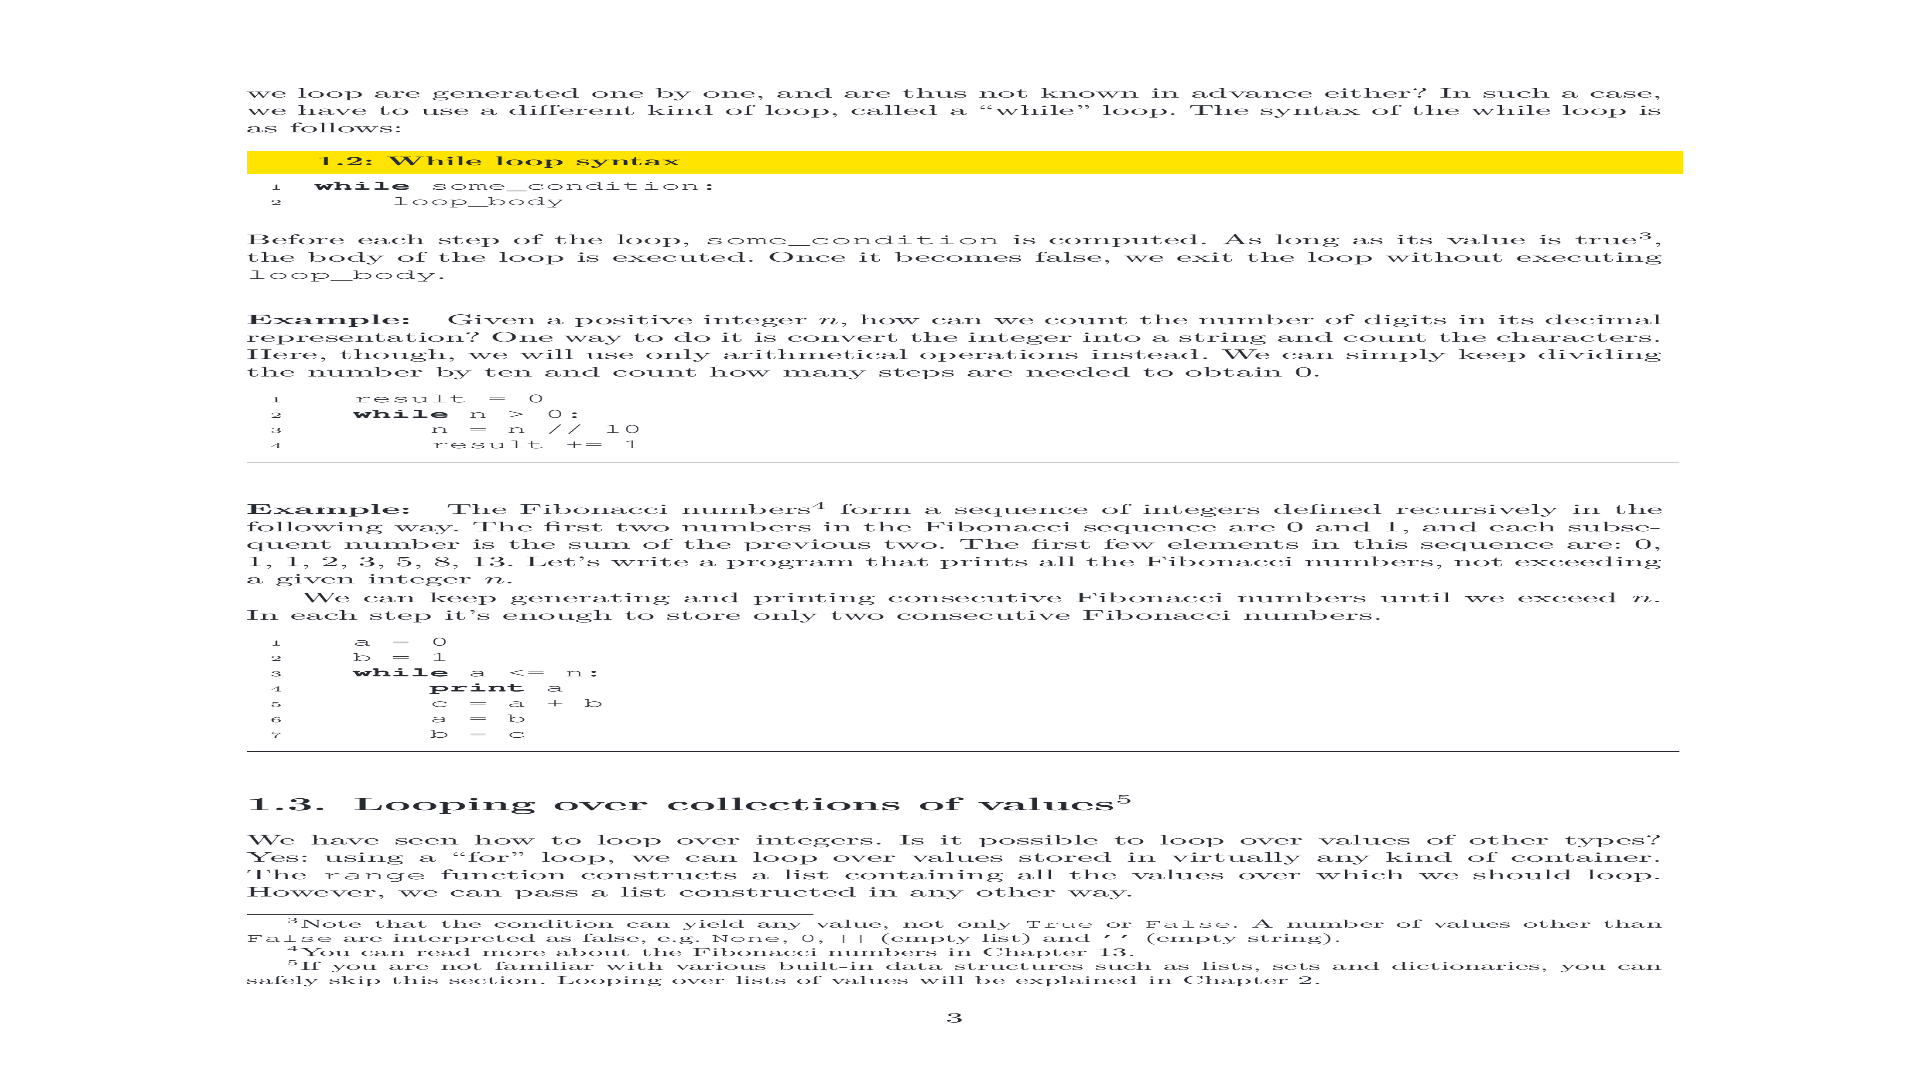 we loop are generated one by one, and are thus not known in advance either? In such a case,
we have to use a different kind of loop, called a “while” loop. The syntax of the while loop is
as follows:
1.2: While loop syntax
1 while some_condition:
2 loop_body
Before each step of the loop, some_condition is computed. As long as its value is true³,
the body of the loop is executed. Once it becomes false, we exit the loop without executing
loop_body.
Example: Given a positive integer n, how can we count the number of digits in its decimal
representation? One way to do it is convert the integer into a string and count the characters.
Here, though, we will use only arithmetical operations instead. We can simply keep dividing
the number by ten and count how many steps are needed to obtain 0.
1 result = 0
2 while n > 0:
3 n = n // 10
4 result += 1
Example: The Fibonacci numbers⁴ form a sequence of integers defined recursively in the
following way. The first two numbers in the Fibonacci sequence are 0 and 1, and each subse-
quent number is the sum of the previous two. The first few elements in this sequence are: 0,
1, 1, 2, 3, 5, 8, 13. Let’s write a program that prints all the Fibonacci numbers, not exceeding
a given integer n.
We can keep generating and printing consecutive Fibonacci numbers until we exceed n.
In each step it’s enough to store only two consecutive Fibonacci numbers.
1 a = 0
2 b = 1
3 while a <= n:
4 print a
5 c = a + b
6 a = b
7 b = c
1.3. Looping over collections of values⁵
We have seen how to loop over integers. Is it possible to loop over values of other types?
Yes: using a “for” loop, we can loop over values stored in virtually any kind of container.
The range function constructs a list containing all the values over which we should loop.
However, we can pass a list constructed in any other way.
³Note that the condition can yield any value, not only True or False. A number of values other than
False are interpreted as false, e.g. None, 0, [] (empty list) and '' (empty string).
⁴You can read more about the Fibonacci numbers in Chapter 13.
⁵If you are not familiar with various built-in data structures such as lists, sets and dictionaries, you can
safely skip this section. Looping over lists of values will be explained in Chapter 2.
3